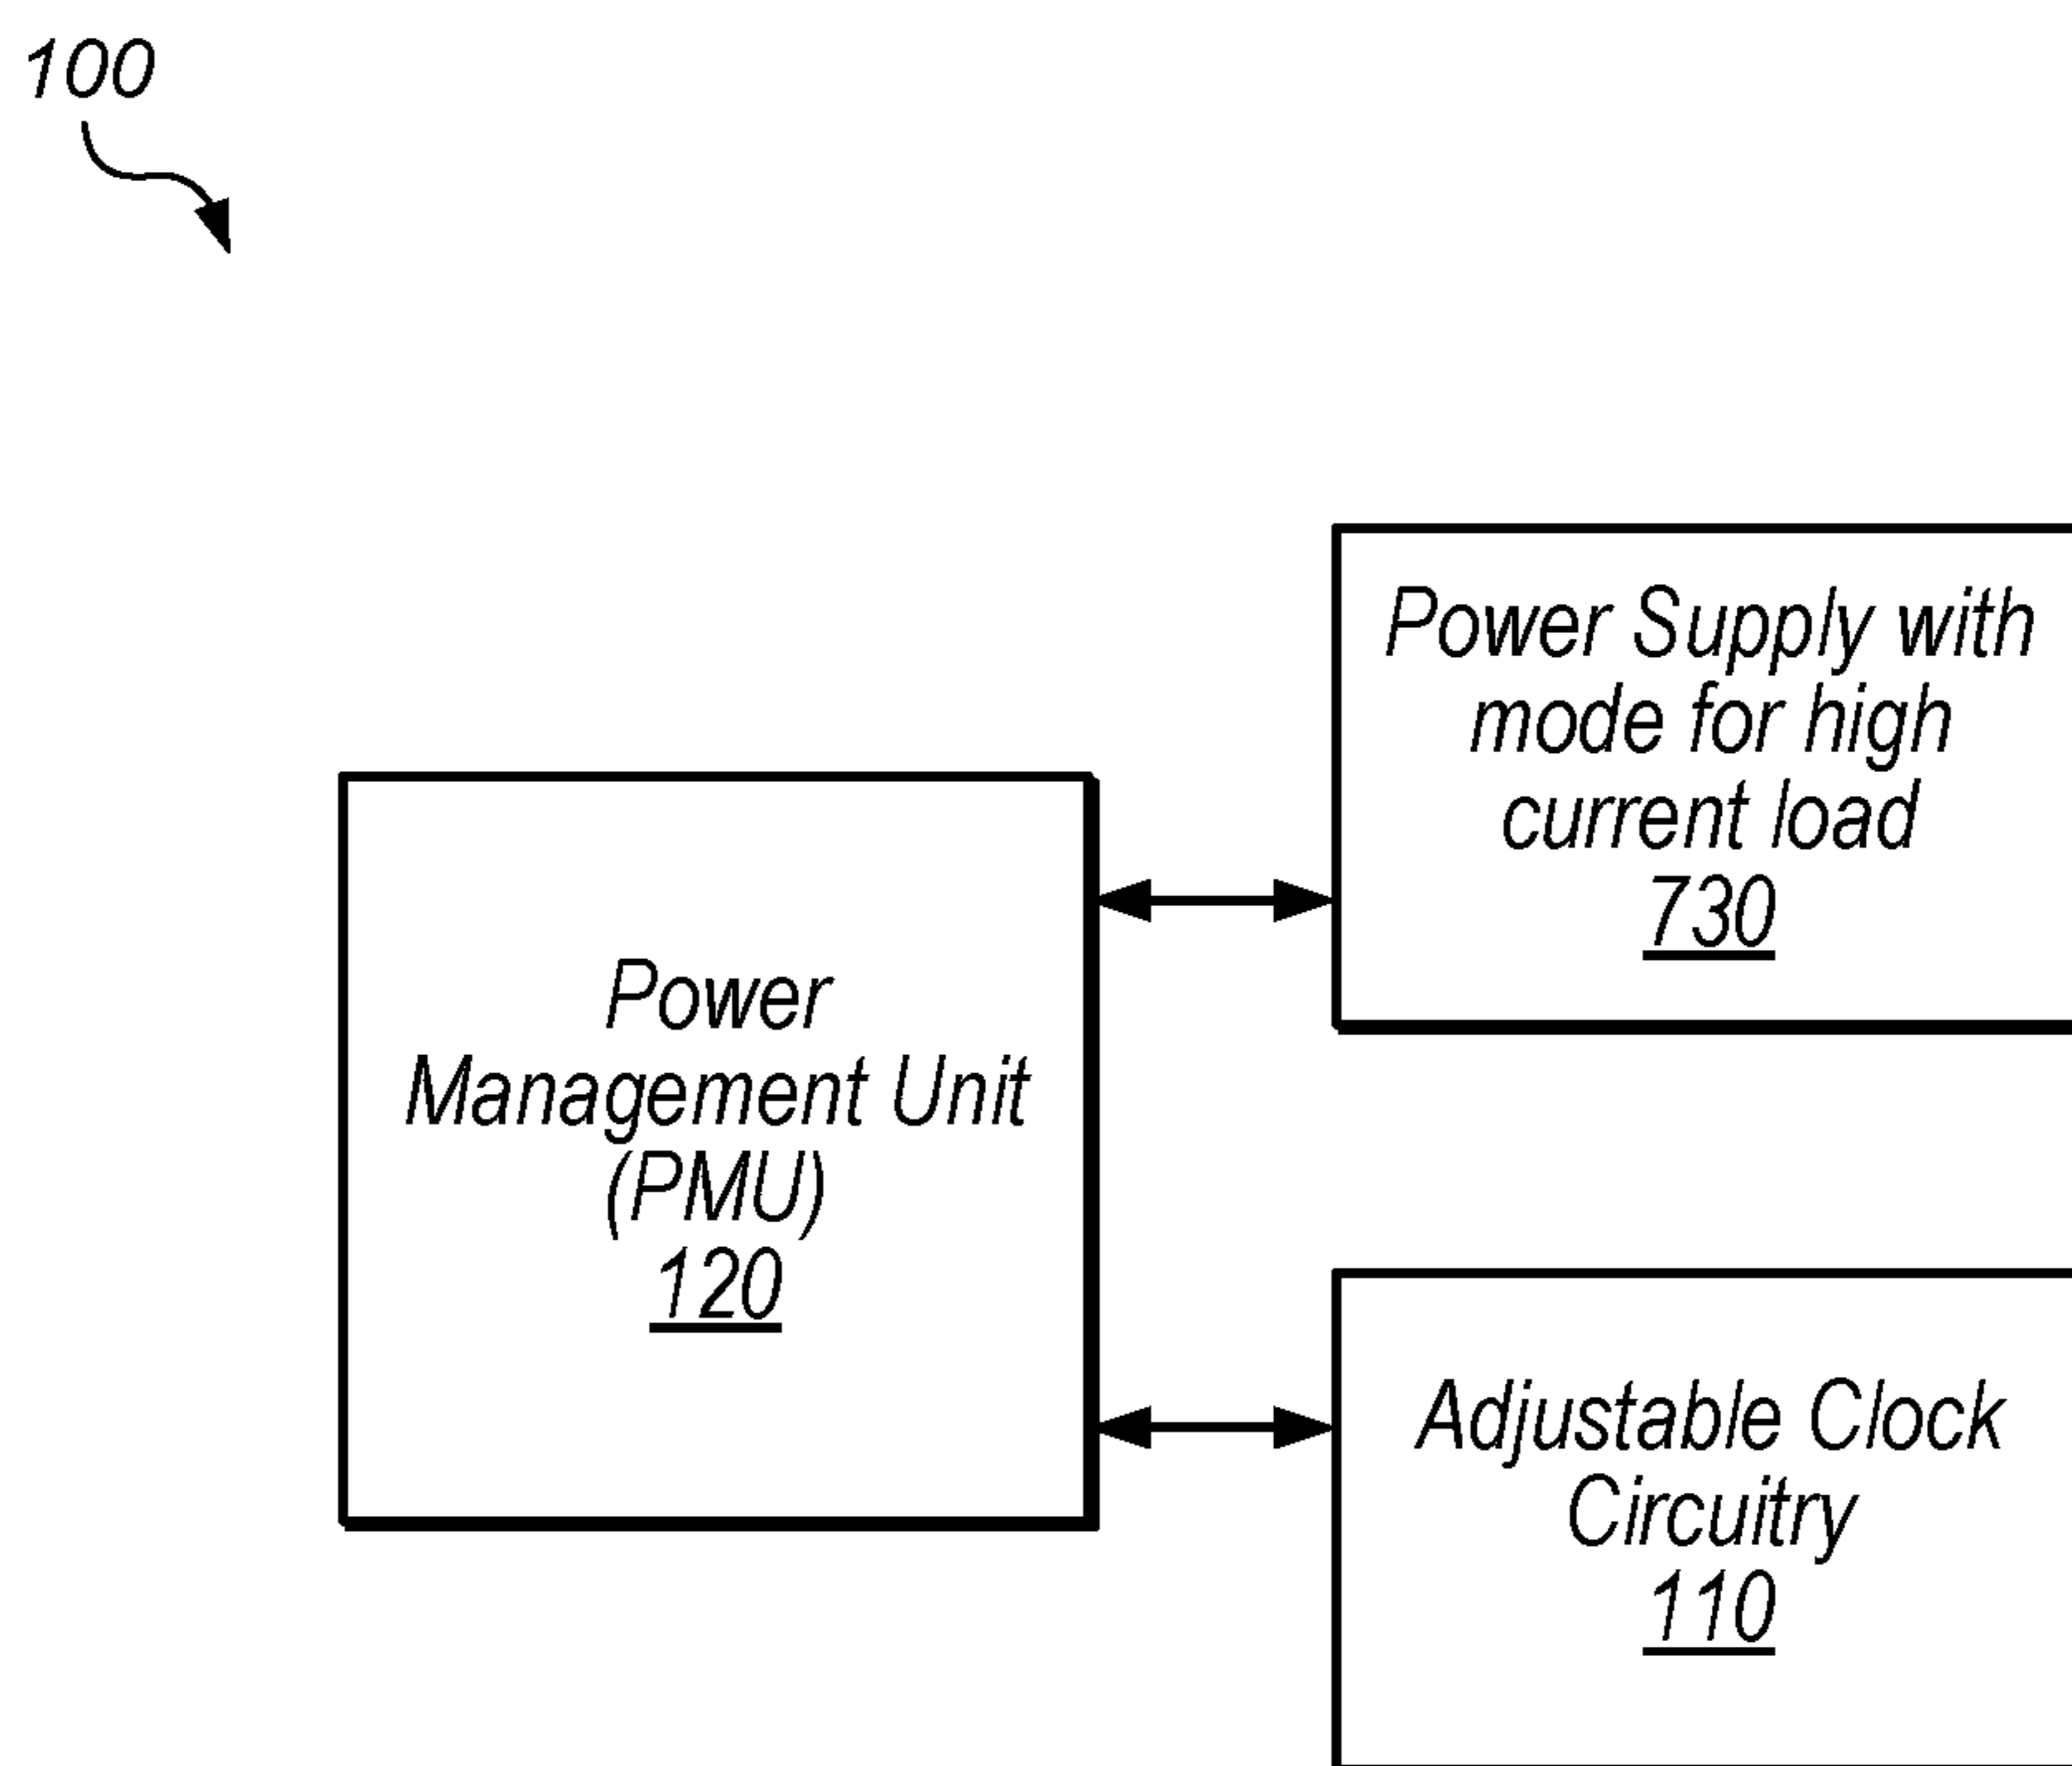 100
Power Supply with
mode for high
current load
730
Power
Management Unit
(PMU)
120
Adjustable Clock
Circuitry
110